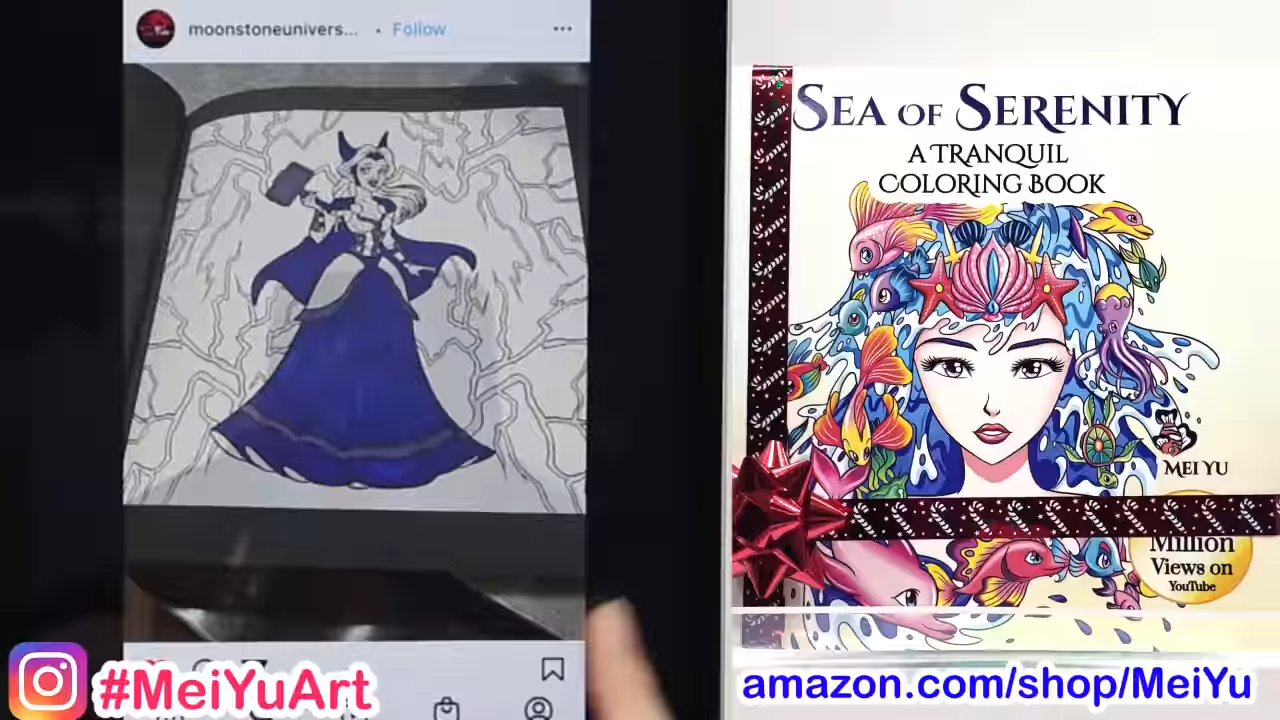 moonstoneunivers... • Follow
SEA OF SERENITY
A TRANQUIL
COLORING BOOK
MEI YU
Million
Views on
YouTube
#MeiYuArt
amazon.com/shop/MeiYu